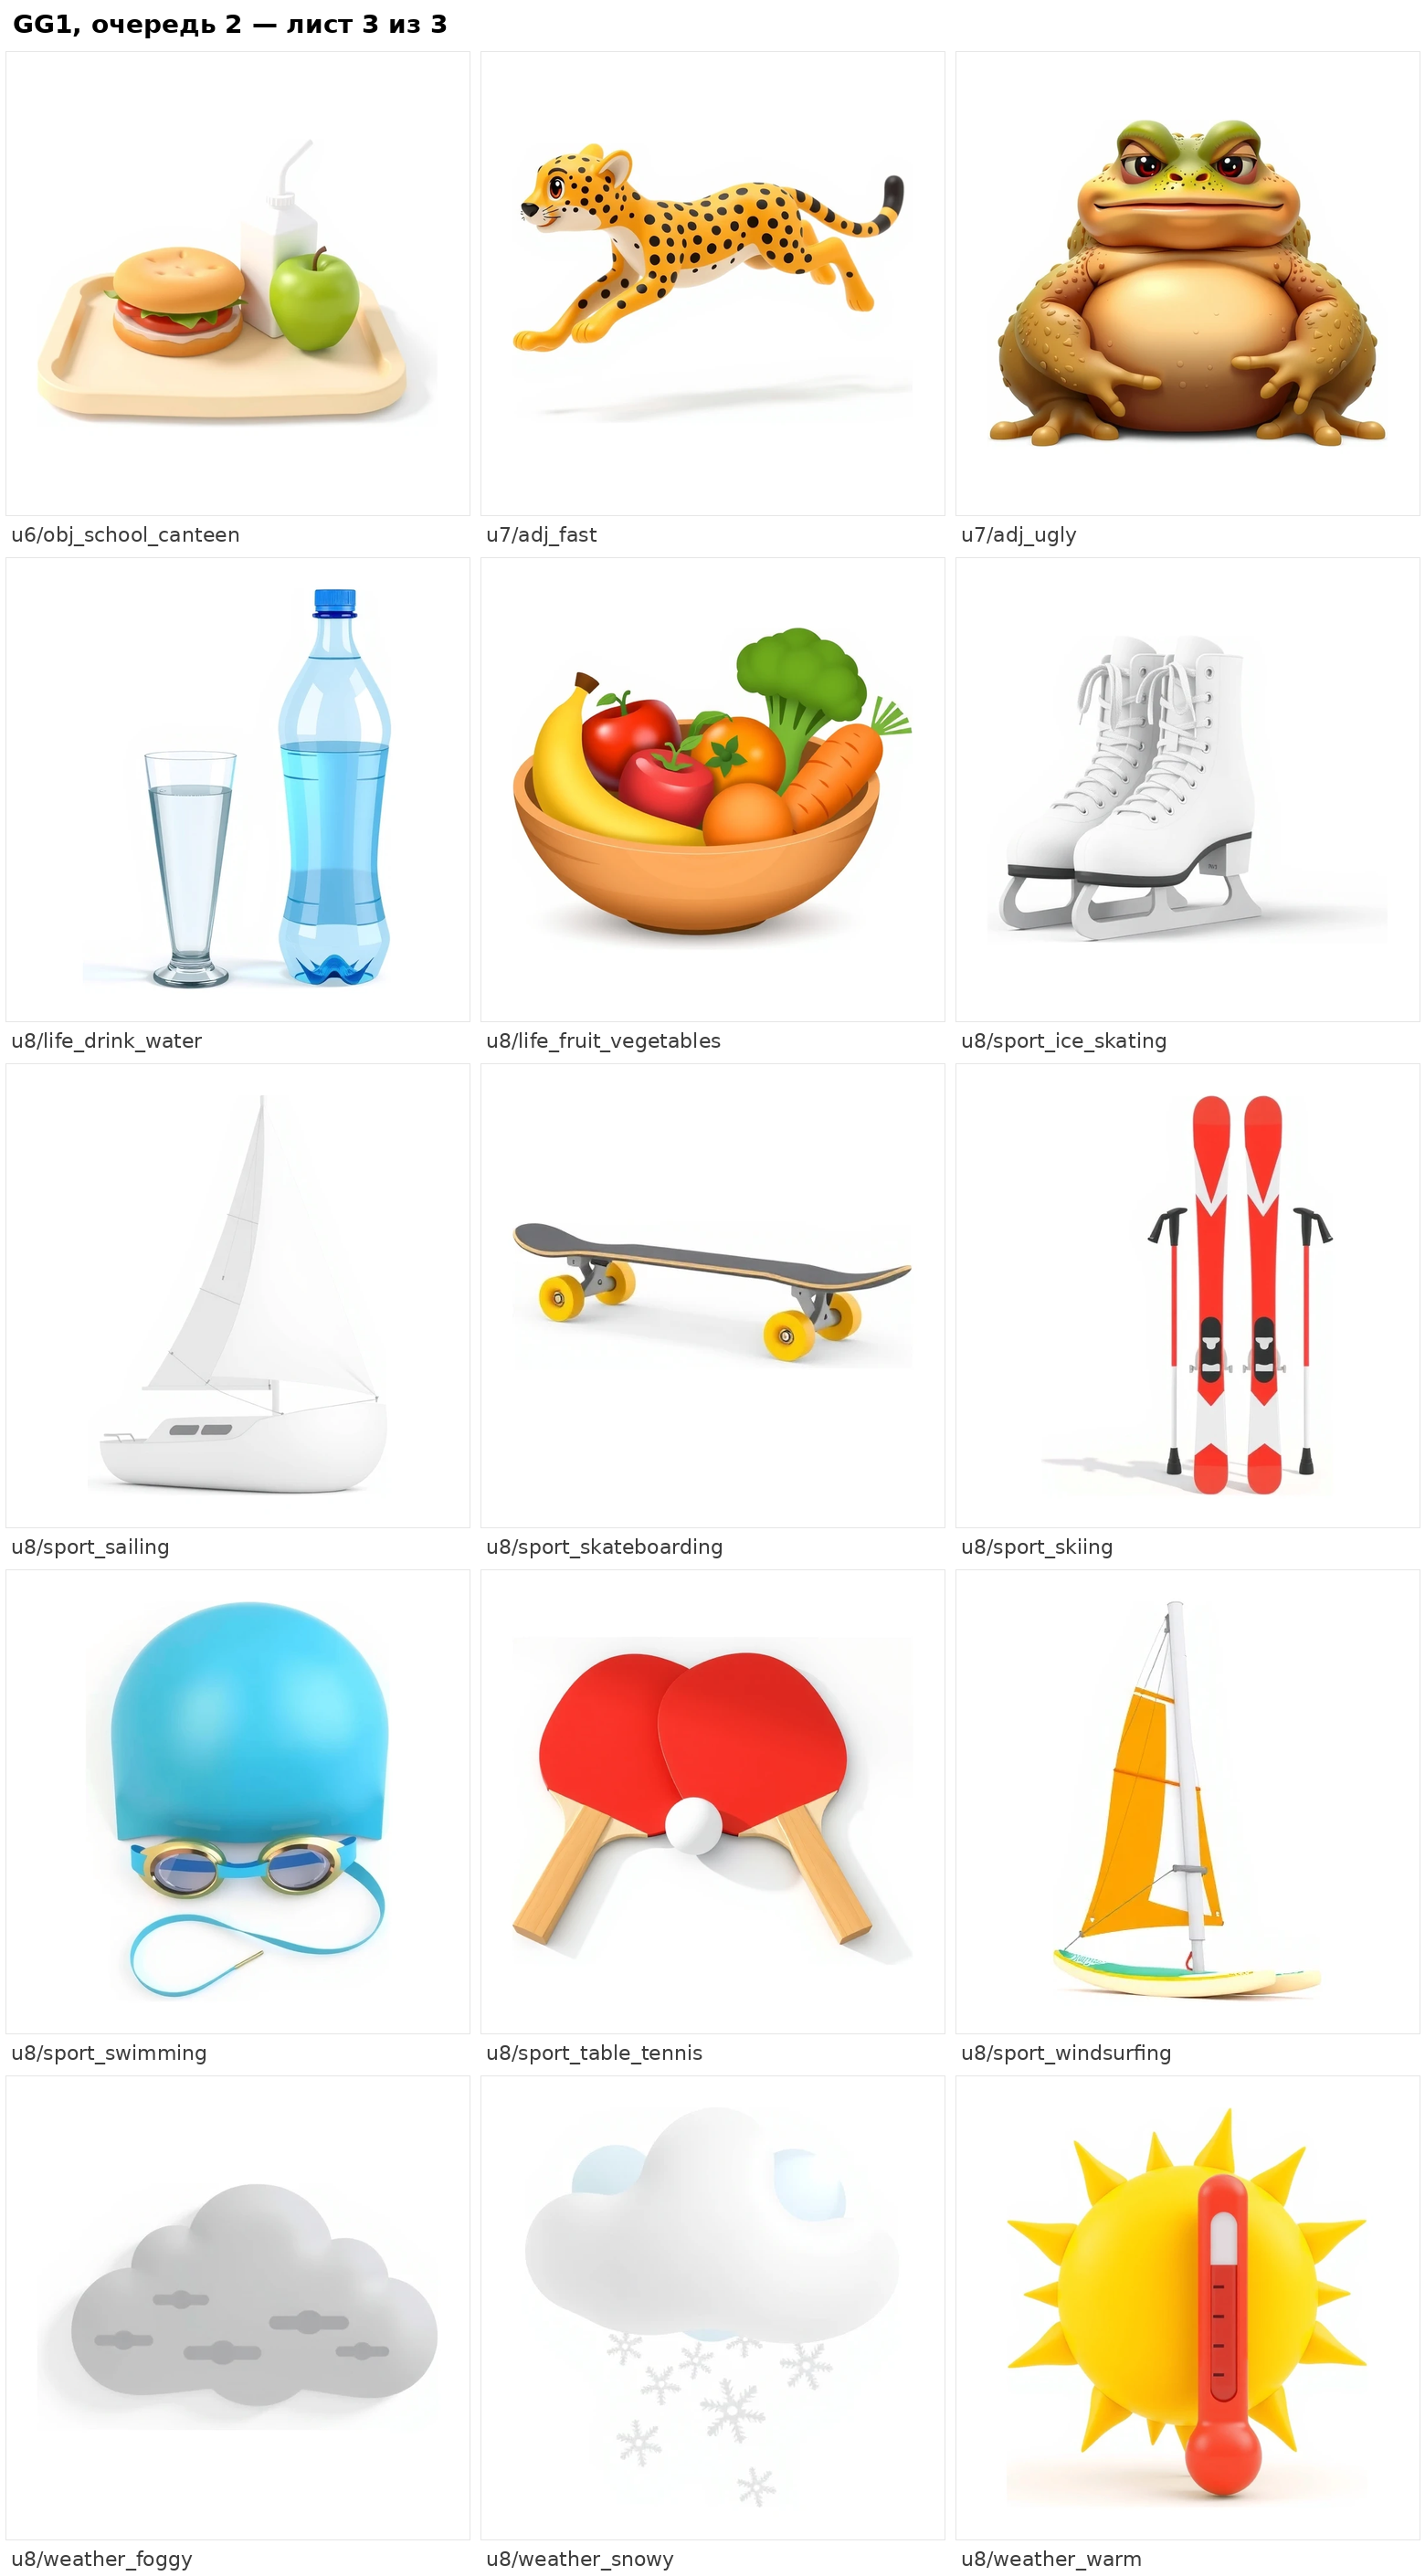 GG1, очередь 2 — лист 3 из 3
u6/obj_school_canteen
u7/adj_fast
u7/adj_ugly
u8/life_drink_water
u8/life_fruit_vegetables
u8/sport_ice_skating
u8/sport_sailing
u8/sport_skateboarding
u8/sport_skiing
u8/sport_swimming
u8/sport_table_tennis
u8/sport_windsurfing
u8/weather_foggy
u8/weather_snowy
u8/weather_warm